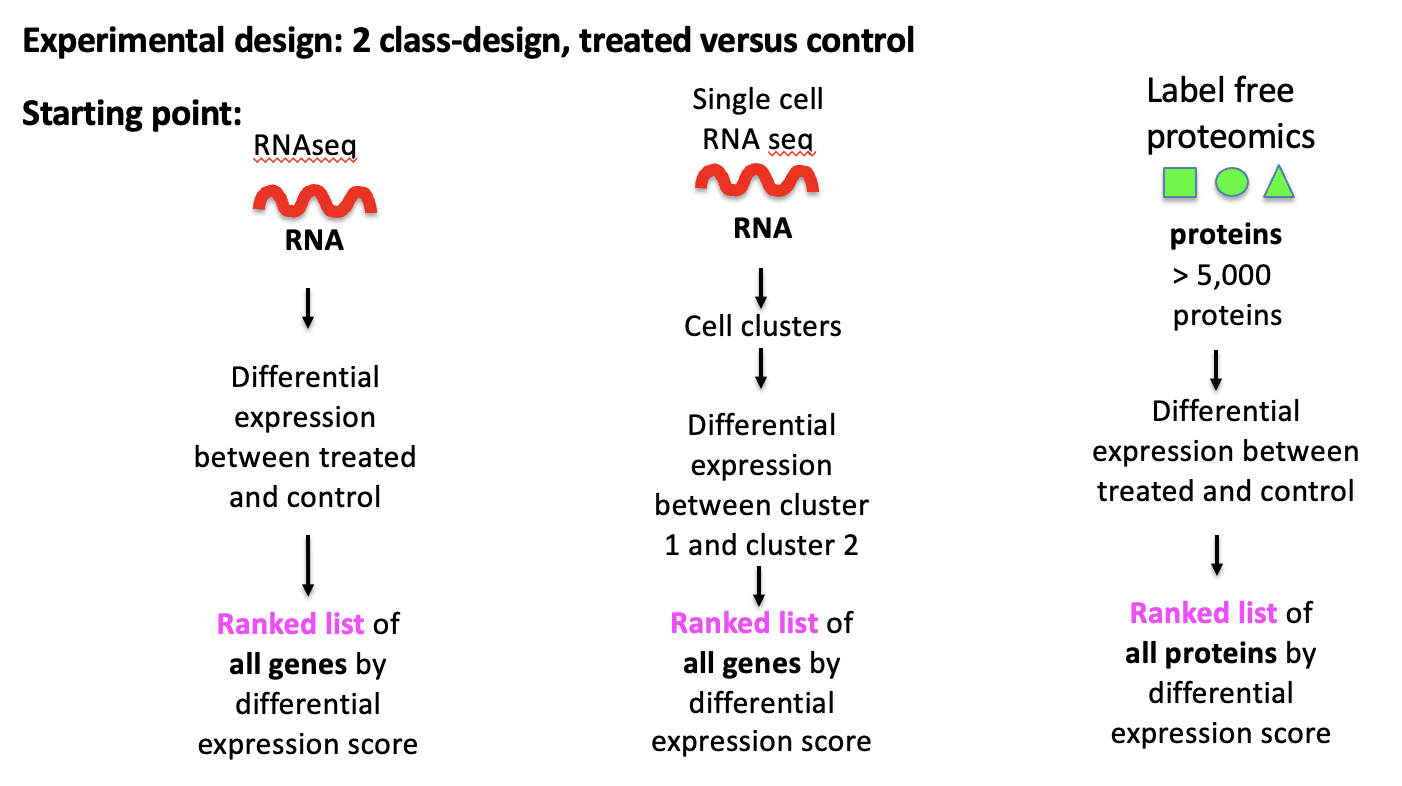 Experimental design: 2 class-design, treated versus control
Starting point:
RNAseq
RNA
Differential
expression
between treated
and control
Ranked list of
all genes by
differential
expression score
Single cell
RNA seq
RNA
Cell clusters
Differential
expression
between cluster
1 and cluster 2
Ranked list of
all genes by
differential
expression score
Label free
proteomics
proteins
> 5,000
proteins
Differential
expression between
treated and control
Ranked list of
all proteins by
differential
expression score